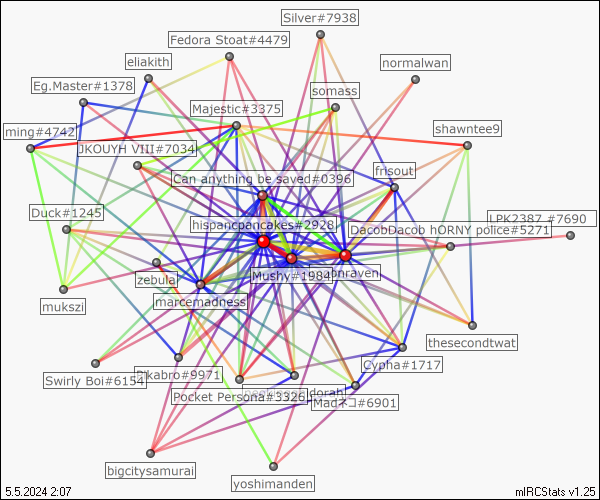 Silver#7938
Fedora Stoat#4479
eliakith
normalwan
Eg.Master#1378
somass
Majestic#3375
ming#4742
shawntee9
JKOUYH VIII#7034
frisout
Can anything be saved#0396
Duck#1245
LPK2387_#7690
hispancpancakes#2928
DacobDacob hORNY police#5271
zebula
Mushy#1984
onraven
mukszi
marcemadness
thesecondtwat
Cypha#1717
Swirly Boi#6154
kabro#9971
Pocket Persona#3326
dorah
Madネコ#6901
bigcitysamurai
yoshimanden
5.5.2024 2:07
mIRCStats v1.25